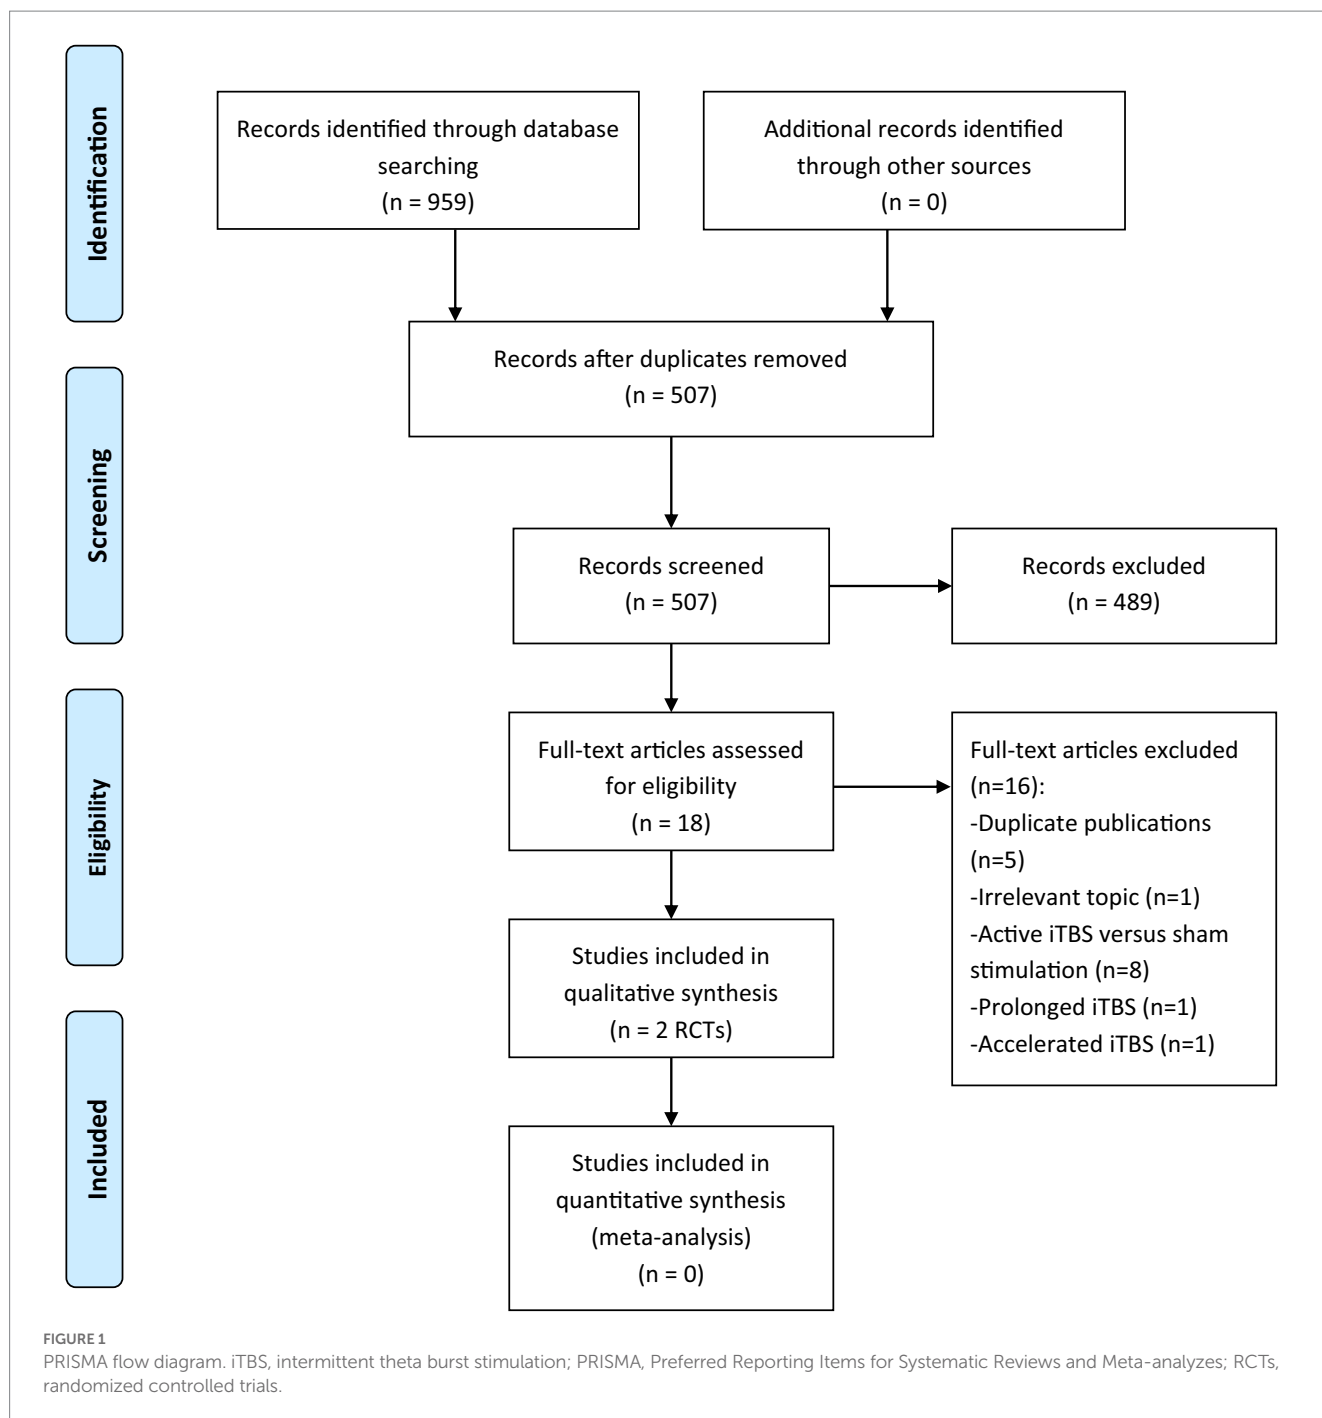 Identification
Records identified through database
searching
(n = 959)
Additional records identified
through other sources
(n = 0)
Records after duplicates removed
(n = 507)
Screening
Records screened
(n = 507)
Records excluded
(n = 489)
Eligibility
Full-text articles assessed
for eligibility
(n = 18)
Full-text articles excluded
(n=16):
-Duplicate publications
(n=5)
-Irrelevant topic (n=1)
-Active iTBS versus sham
stimulation (n=8)
-Prolonged iTBS (n=1)
-Accelerated iTBS (n=1)
Studies included in
qualitative synthesis
(n = 2 RCTs)
Included
Studies included in
quantitative synthesis
(meta-analysis)
(n = 0)
FIGURE 1
PRISMA flow diagram. iTBS, intermittent theta burst stimulation; PRISMA, Preferred Reporting Items for Systematic Reviews and Meta-analyzes; RCTs,
randomized controlled trials.